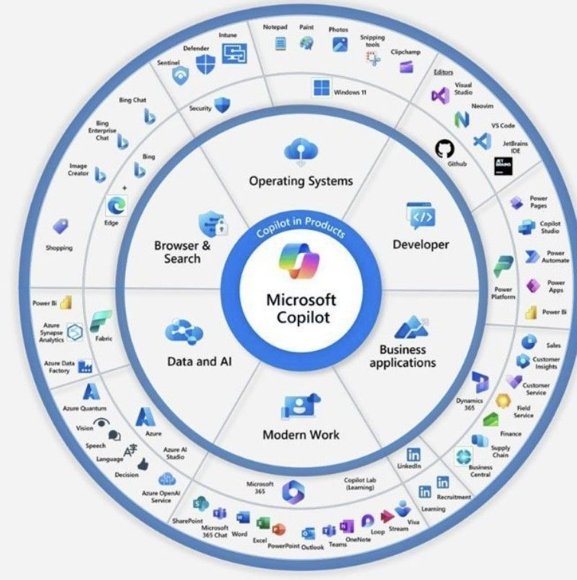 Notepad
Paint
Photos
Snipping
tools
Clipchamp
Windows 11
Editors
Visual
Studio
Neovim
VS Code
JetBrains
IDE
JET
BRAINS
Github
Power
Pages
Copilot
Studio
Power
Automate
Power
Apps
Power BI
Power
Platform
Sales
Customer
Insights
Customer
Service
Field
Service
Finance
Supply
Chain
Business
Central
Dynamics
365
LinkedIn
Recruitment
Learning
Microsoft
365
Copilot Lab
(Learning)
SharePoint
Microsoft
365 Chat
Word
Excel
PowerPoint
Outlook
Teams
OneNote
Loop
Stream
Viva
Azure
Azure AI
Studio
Azure Quantum
Vision
Speech
Language
Decision
Azure OpenAI
Service
Power Bi
Azure
Synapse
Analytics
Azure Data
Factory
Fabric
Shopping
Image
Creator
Bing
Enterprise
Chat
Bing Chat
Bing
+
Edge
Sentinel
Defender
Intune
Security
Operating Systems
Developer
Business
applications
Modern Work
Data and AI
Browser &
Search
Copilot in Products
Microsoft
Copilot